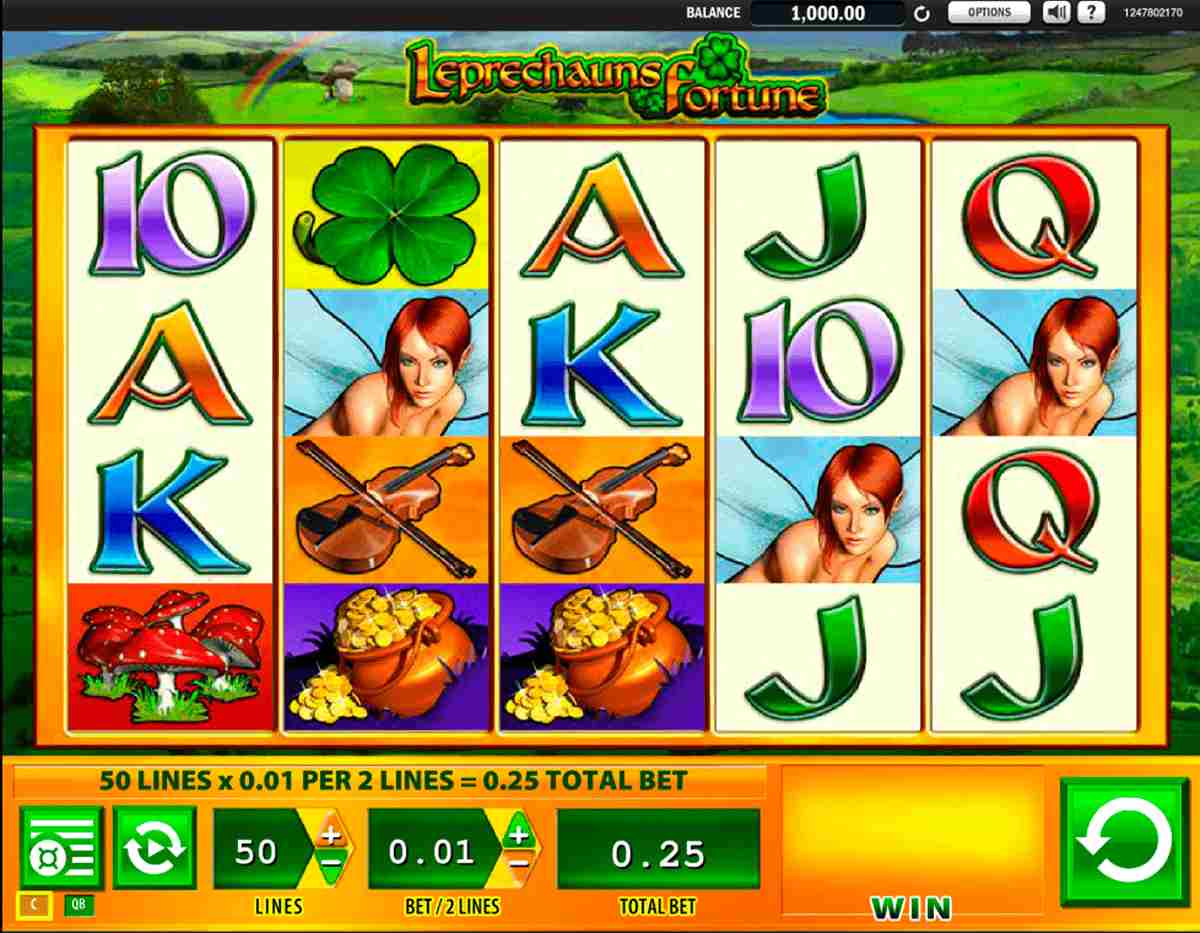 BALANCE 1,000.00 OPTIONS ? 1247802170
Leprechauns Fortune
10 A J Q
A K 10
K Q
J J
50 LINES x 0.01 PER 2 LINES = 0.25 TOTAL BET
50 + - 0.01 + - 0.25
C QB LINES BET / 2 LINES TOTAL BET WIN